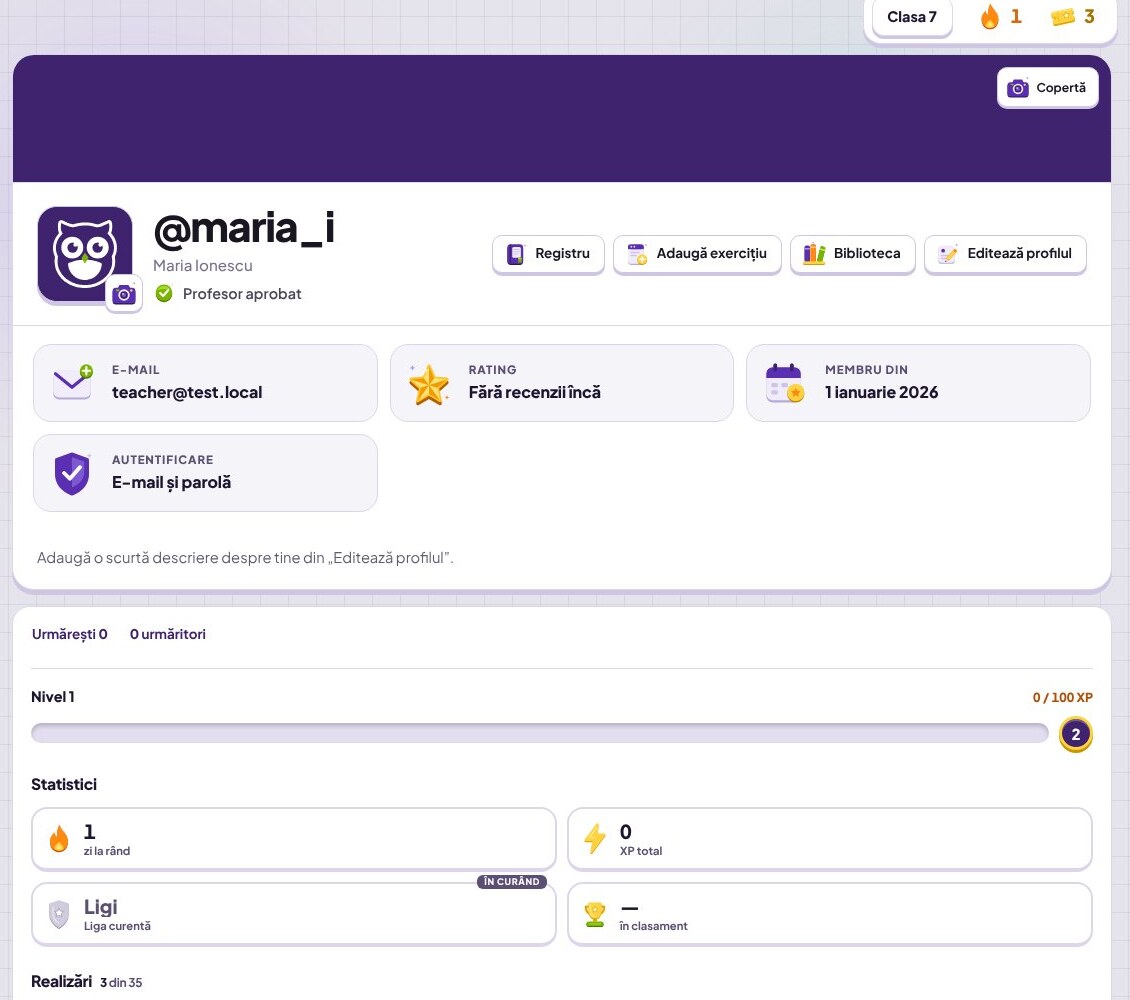 Clasa 7
1
3
Copertă
@maria_i
Maria Ionescu
Profesor aprobat
Registru
Adaugă exercițiu
Biblioteca
Editează profilul
E-MAIL
teacher@test.local
RATING
Fără recenzii încă
MEMBRU DIN
1 ianuarie 2026
AUTENTIFICARE
E-mail și parolă
Adaugă o scurtă descriere despre tine din „Editează profilul”.
Urmărești 0
0 urmăritori
Nivel 1
0 / 100 XP
2
Statistici
1
zi la rând
0
XP total
ÎN CURÂND
Ligi
Liga curentă
—
în clasament
Realizări 3 din 35